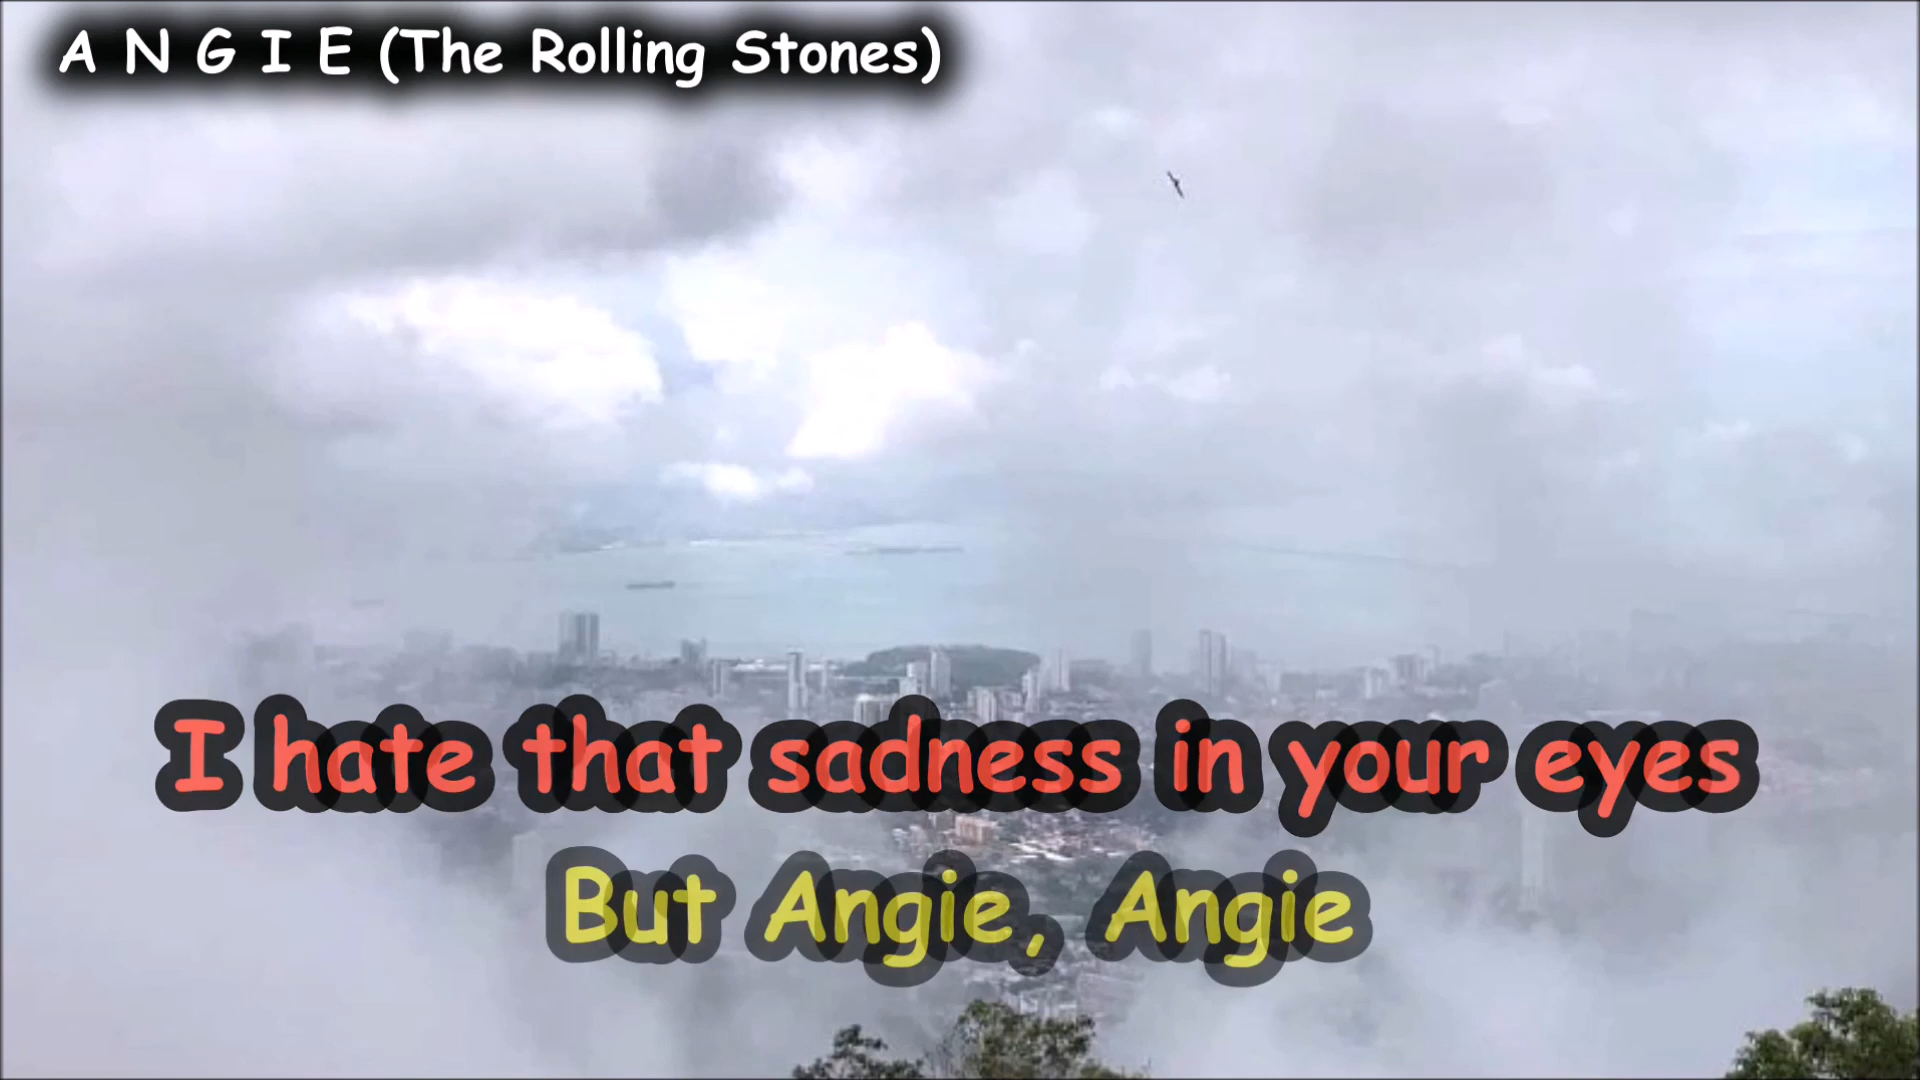 A N G I E (The Rolling Stones)
I hate that sadness in your eyes
But Angie, Angie